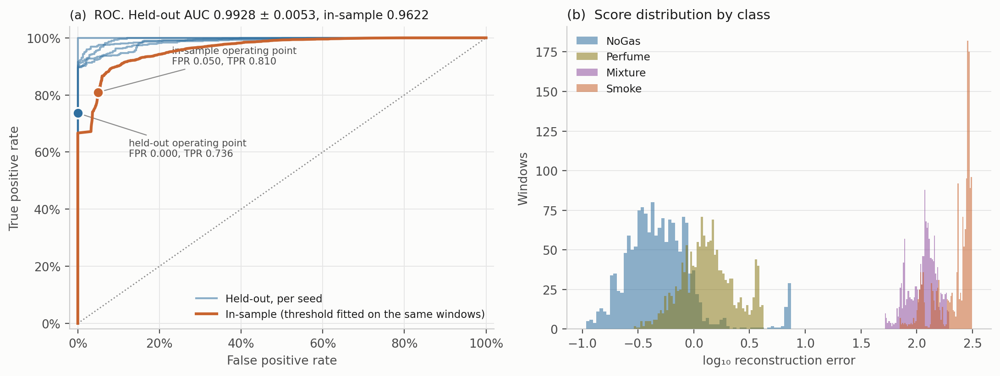 (a)  ROC. Held-out AUC 0.9928 ± 0.0053, in-sample 0.9622
100%
80%
60%
40%
20%
0%
True positive rate
in-sample operating point
FPR 0.050, TPR 0.810
held-out operating point
FPR 0.000, TPR 0.736
Held-out, per seed
In-sample (threshold fitted on the same windows)
0%
20%
40%
60%
80%
100%
False positive rate
(b)  Score distribution by class
NoGas
Perfume
Mixture
Smoke
175
150
125
100
75
50
25
0
Windows
−1.0
−0.5
0.0
0.5
1.0
1.5
2.0
2.5
log₁₀ reconstruction error